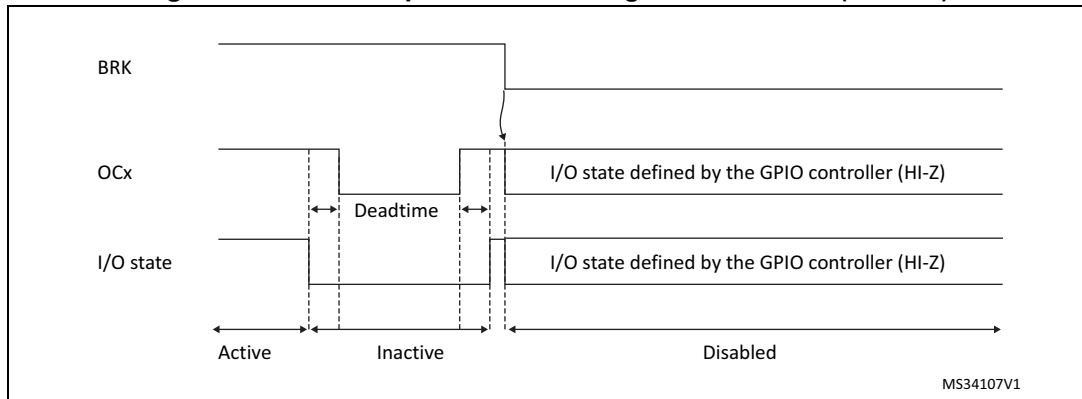 BRK
OCx
I/O state defined by the GPIO controller (HI-Z)
Deadtime
I/O state
I/O state defined by the GPIO controller (HI-Z)
Active
Inactive
Disabled
MS34107V1